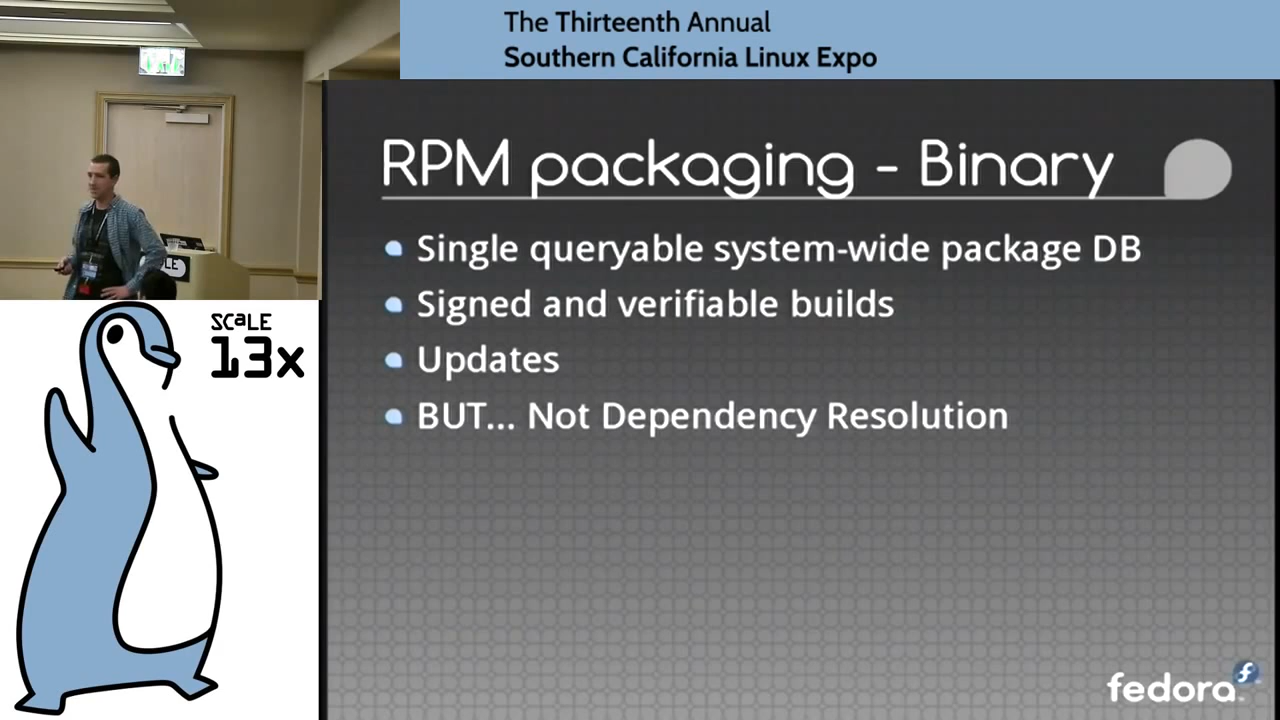 The Thirteenth Annual
Southern California Linux Expo
RPM packaging - Binary
Single queryable system-wide package DB
Signed and verifiable builds
Updates
BUT... Not Dependency Resolution
SCaLE
13x
LE
fedora